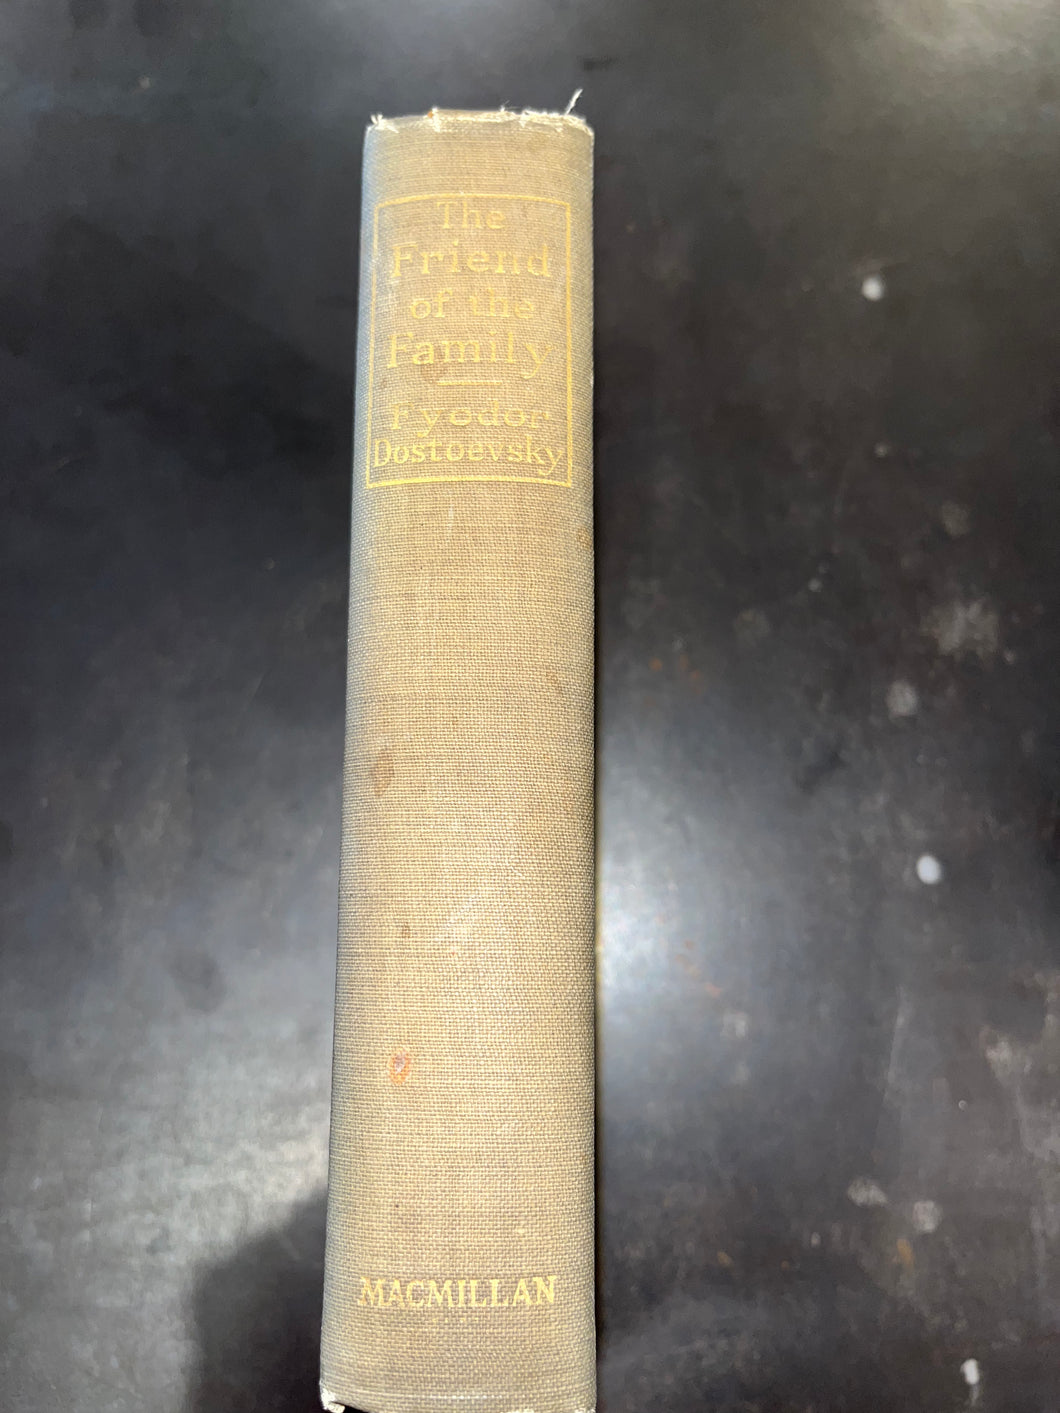 The
Friend
of the
Family
Fyodor
Dostoevsky
MACMILLAN